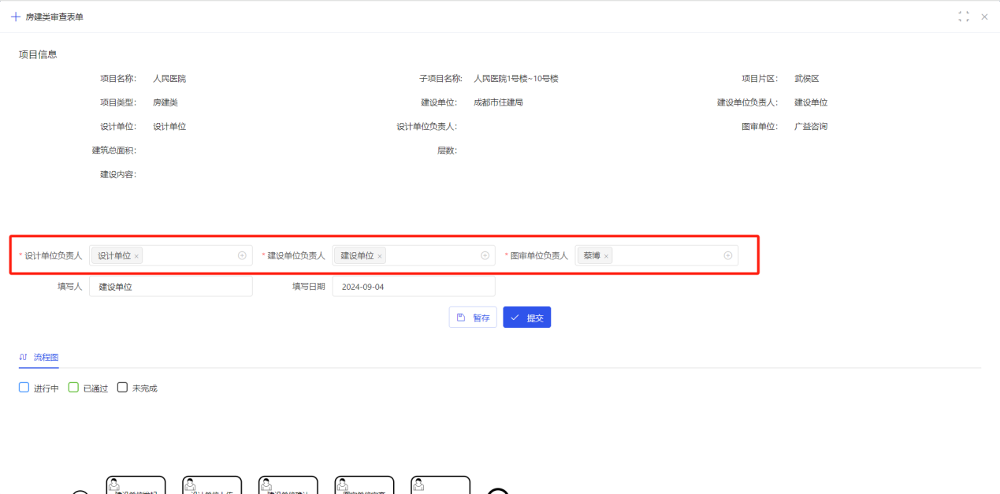 房建类审查表单
项目信息
项目名称： 人民医院 子项目名称: 人民医院1号楼~10号楼 项目片区： 武侯区
项目类型： 房建类 建设单位： 成都市住建局 建设单位负责人： 建设单位
设计单位： 设计单位 设计单位负责人： 图审单位： 广益咨询
建筑总面积： 层数：
建设内容：
* 设计单位负责人 设计单位 × * 建设单位负责人 建设单位 × * 图审单位负责人 蔡博 ×
填写人 建设单位 填写日期 2024-09-04
暂存 提交
流程图
进行中 已通过 未完成